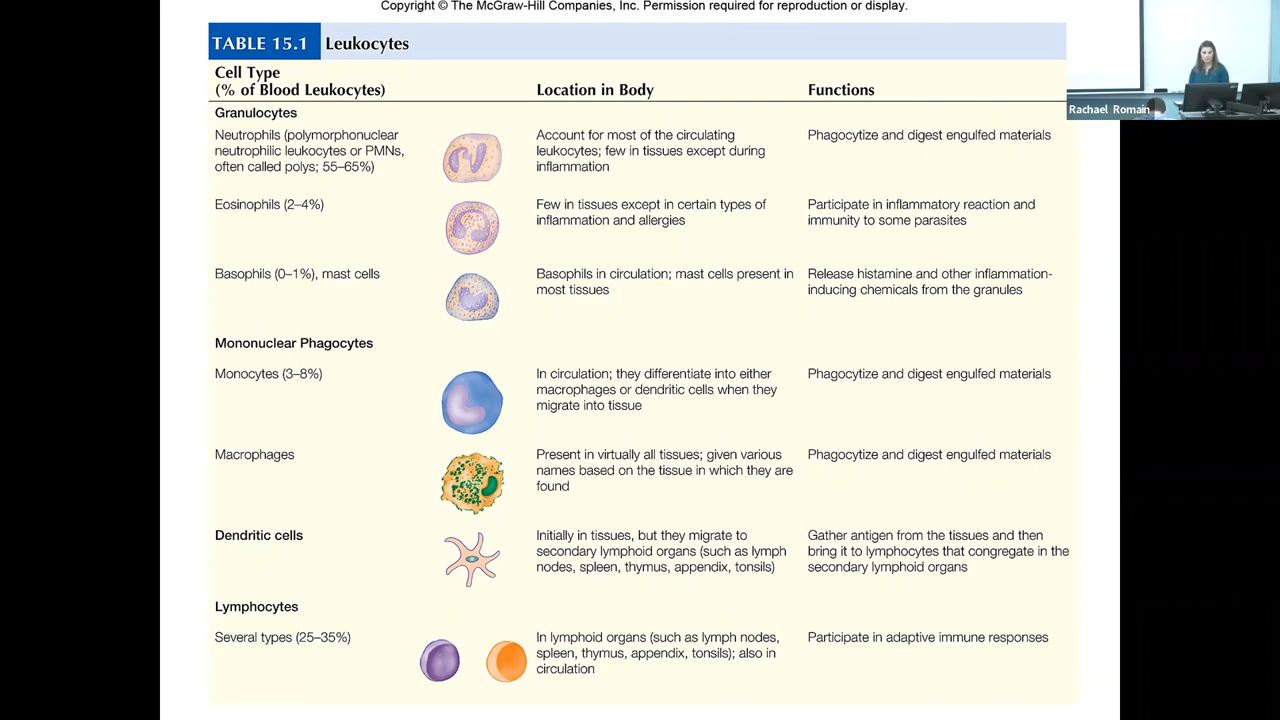 Copyright © The McGraw-Hill Companies, Inc. Permission required for reproduction or display.
TABLE 15.1 Leukocytes
Cell Type
(% of Blood Leukocytes) Location in Body Functions
Granulocytes
Neutrophils (polymorphonuclear
neutrophilic leukocytes or PMNs,
often called polys; 55–65%)
Account for most of the circulating
leukocytes; few in tissues except during
inflammation
Phagocytize and digest engulfed materials
Eosinophils (2–4%)
Few in tissues except in certain types of
inflammation and allergies
Participate in inflammatory reaction and
immunity to some parasites
Basophils (0–1%), mast cells
Basophils in circulation; mast cells present in
most tissues
Release histamine and other inflammation-
inducing chemicals from the granules
Mononuclear Phagocytes
Monocytes (3–8%)
In circulation; they differentiate into either
macrophages or dendritic cells when they
migrate into tissue
Phagocytize and digest engulfed materials
Macrophages
Present in virtually all tissues; given various
names based on the tissue in which they are
found
Phagocytize and digest engulfed materials
Dendritic cells
Initially in tissues, but they migrate to
secondary lymphoid organs (such as lymph
nodes, spleen, thymus, appendix, tonsils)
Gather antigen from the tissues and then
bring it to lymphocytes that congregate in the
secondary lymphoid organs
Lymphocytes
Several types (25–35%)
In lymphoid organs (such as lymph nodes,
spleen, thymus, appendix, tonsils); also in
circulation
Participate in adaptive immune responses
Rachael Romain